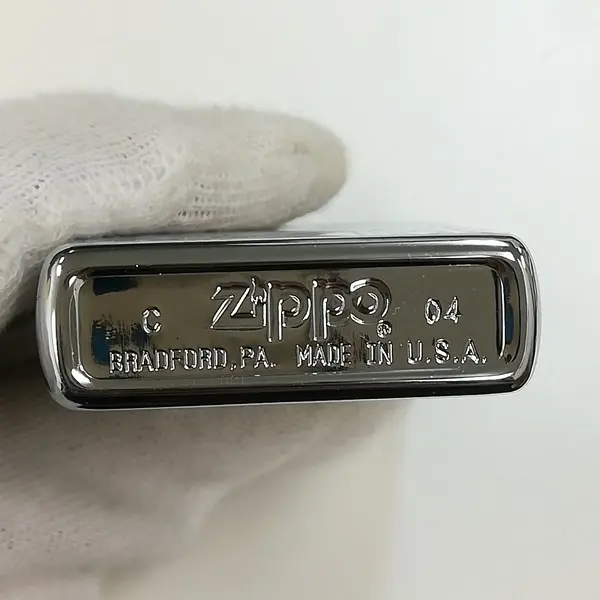 C Zippo ® 04
BRADFORD, PA. MADE IN U.S.A.